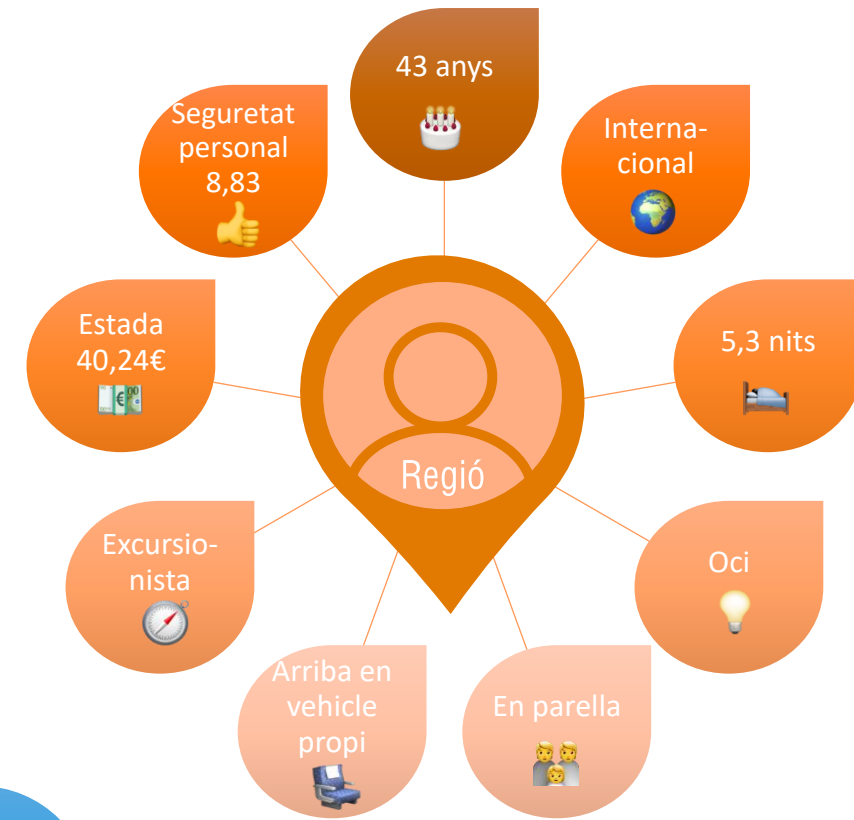 43 anys
Interna-
cional
5,3 nits
Oci
En parella
Arriba en
vehicle
propi
Excursio-
nista
Estada
40,24€
Seguretat
personal
8,83
Regió